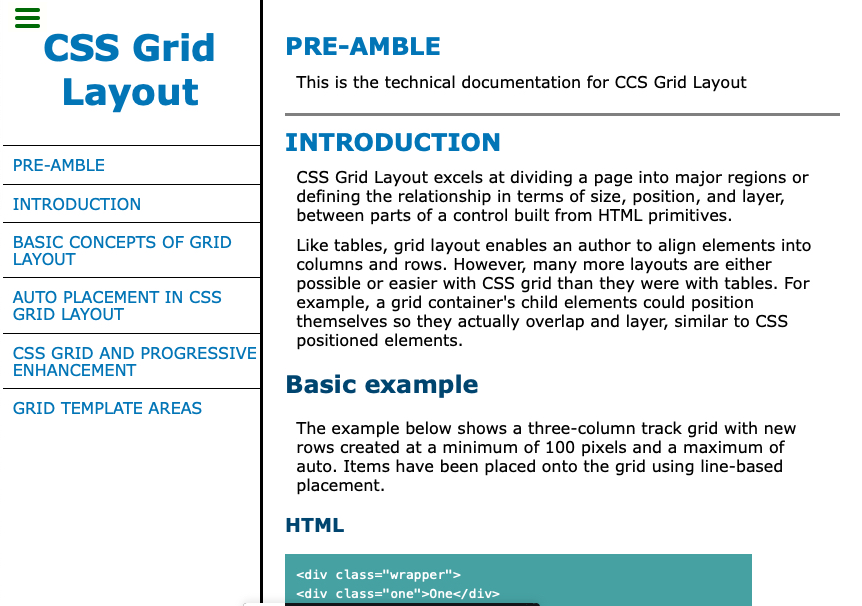 CSS Grid
Layout
PRE-AMBLE
INTRODUCTION
BASIC CONCEPTS OF GRID
LAYOUT
AUTO PLACEMENT IN CSS
GRID LAYOUT
CSS GRID AND PROGRESSIVE
ENHANCEMENT
GRID TEMPLATE AREAS
PRE-AMBLE
This is the technical documentation for CCS Grid Layout
INTRODUCTION
CSS Grid Layout excels at dividing a page into major regions or
defining the relationship in terms of size, position, and layer,
between parts of a control built from HTML primitives.
Like tables, grid layout enables an author to align elements into
columns and rows. However, many more layouts are either
possible or easier with CSS grid than they were with tables. For
example, a grid container's child elements could position
themselves so they actually overlap and layer, similar to CSS
positioned elements.
Basic example
The example below shows a three-column track grid with new
rows created at a minimum of 100 pixels and a maximum of
auto. Items have been placed onto the grid using line-based
placement.
HTML
<div class="wrapper">
<div class="one">One</div>